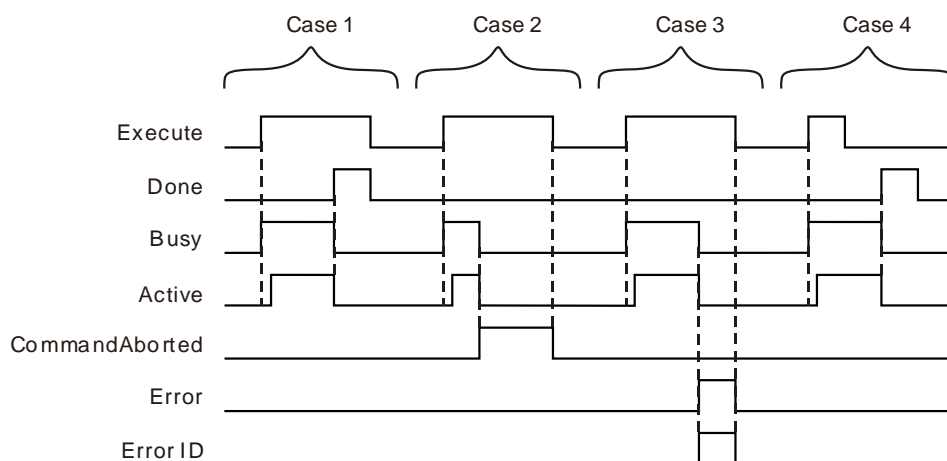 Case 1
Case 2
Case 3
Case 4
Execute
Done
Busy
Active
CommandAborted
Error
Error ID